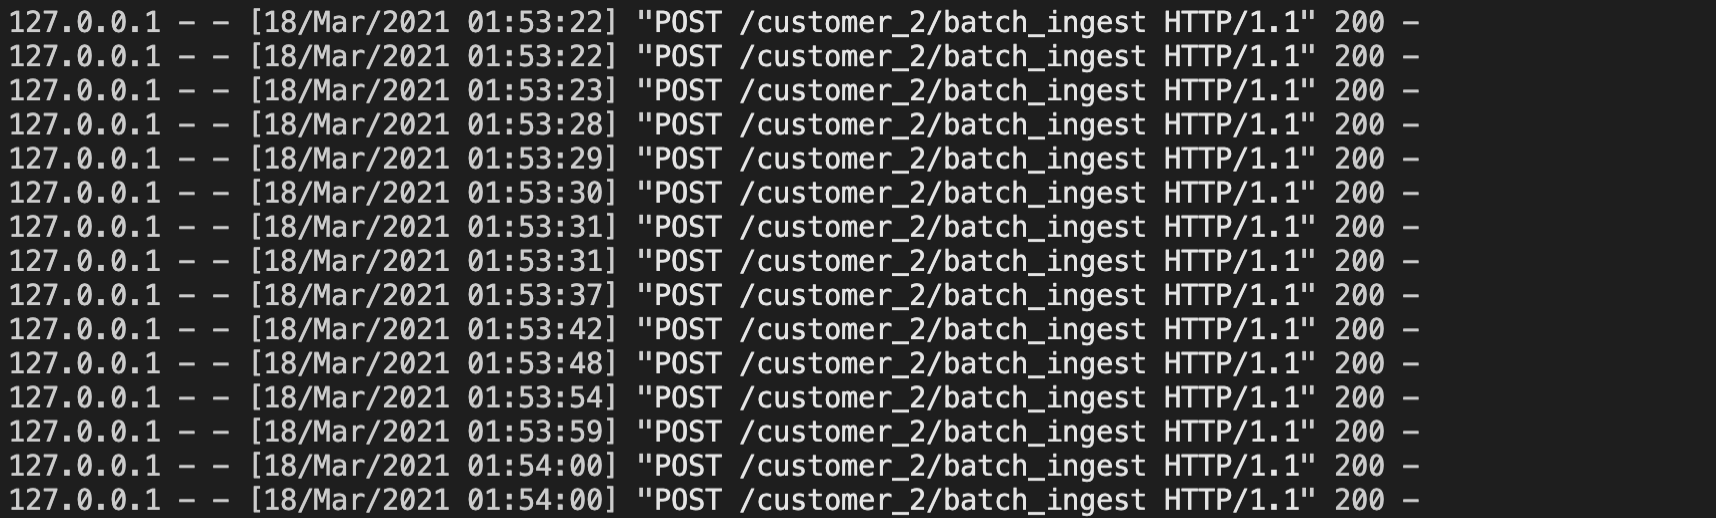 127.0.0.1 - - [18/Mar/2021 01:53:22] "POST /customer_2/batch_ingest HTTP/1.1" 200 -
127.0.0.1 - - [18/Mar/2021 01:53:22] "POST /customer_2/batch_ingest HTTP/1.1" 200 -
127.0.0.1 - - [18/Mar/2021 01:53:23] "POST /customer_2/batch_ingest HTTP/1.1" 200 -
127.0.0.1 - - [18/Mar/2021 01:53:28] "POST /customer_2/batch_ingest HTTP/1.1" 200 -
127.0.0.1 - - [18/Mar/2021 01:53:29] "POST /customer_2/batch_ingest HTTP/1.1" 200 -
127.0.0.1 - - [18/Mar/2021 01:53:30] "POST /customer_2/batch_ingest HTTP/1.1" 200 -
127.0.0.1 - - [18/Mar/2021 01:53:31] "POST /customer_2/batch_ingest HTTP/1.1" 200 -
127.0.0.1 - - [18/Mar/2021 01:53:31] "POST /customer_2/batch_ingest HTTP/1.1" 200 -
127.0.0.1 - - [18/Mar/2021 01:53:37] "POST /customer_2/batch_ingest HTTP/1.1" 200 -
127.0.0.1 - - [18/Mar/2021 01:53:42] "POST /customer_2/batch_ingest HTTP/1.1" 200 -
127.0.0.1 - - [18/Mar/2021 01:53:48] "POST /customer_2/batch_ingest HTTP/1.1" 200 -
127.0.0.1 - - [18/Mar/2021 01:53:54] "POST /customer_2/batch_ingest HTTP/1.1" 200 -
127.0.0.1 - - [18/Mar/2021 01:53:59] "POST /customer_2/batch_ingest HTTP/1.1" 200 -
127.0.0.1 - - [18/Mar/2021 01:54:00] "POST /customer_2/batch_ingest HTTP/1.1" 200 -
127.0.0.1 - - [18/Mar/2021 01:54:00] "POST /customer_2/batch_ingest HTTP/1.1" 200 -